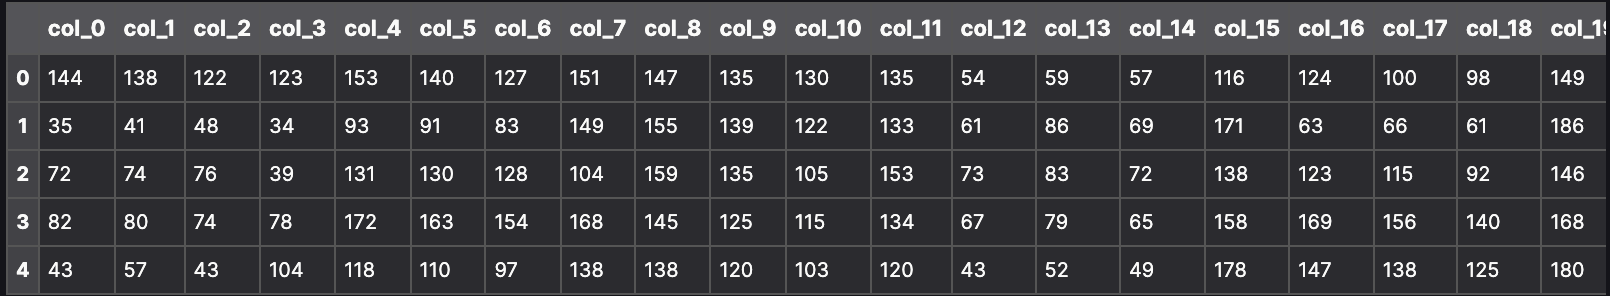 col_0 col_1 col_2 col_3 col_4 col_5 col_6 col_7 col_8 col_9 col_10 col_11 col_12 col_13 col_14 col_15 col_16 col_17 col_18
0 144 138 122 123 153 140 127 151 147 135 130 135 54 59 57 116 124 100 98 149
1 35 41 48 34 93 91 83 149 155 139 122 133 61 86 69 171 63 66 61 186
2 72 74 76 39 131 130 128 104 159 135 105 153 73 83 72 138 123 115 92 146
3 82 80 74 78 172 163 154 168 145 125 115 134 67 79 65 158 169 156 140 168
4 43 57 43 104 118 110 97 138 138 120 103 120 43 52 49 178 147 138 125 180